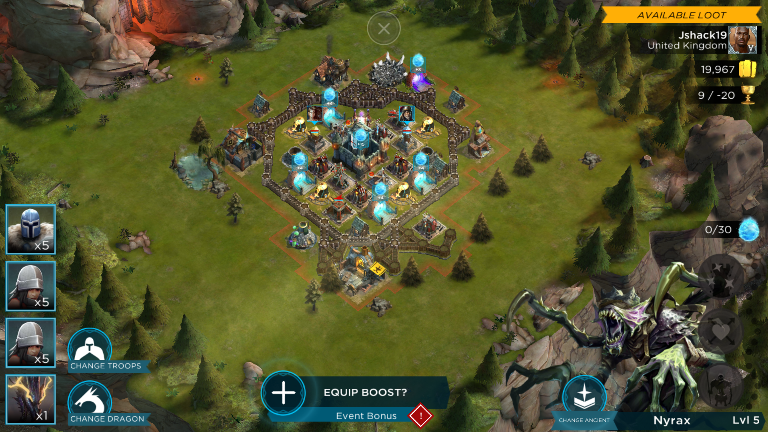 AVAILABLE LOOT
Jshack19
United Kingdom
19,967
9 / -20
0/30
x5
x5
x5
x1
CHANGE TROOPS
CHANGE DRAGON
EQUIP BOOST?
Event Bonus
!
CHANGE ANCIENT
Nyrax
Lvl 5